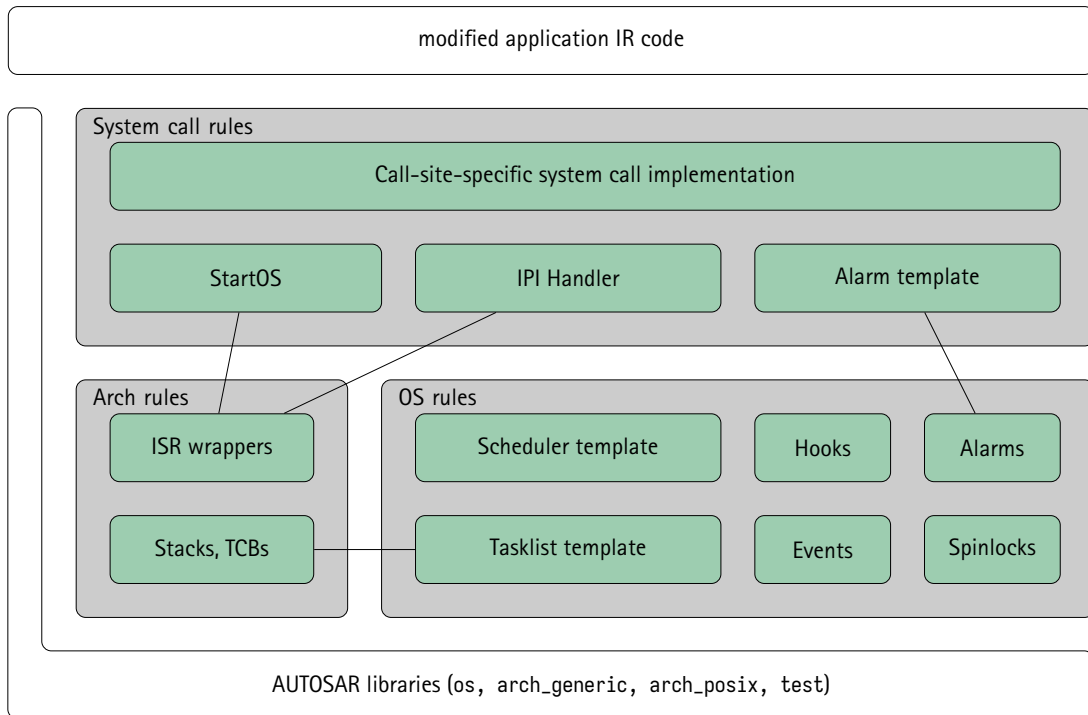 modified application IR code
System call rules
Call-site-specific system call implementation
StartOS
IPI Handler
Alarm template
Arch rules
ISR wrappers
Stacks, TCBs
OS rules
Scheduler template
Hooks
Alarms
Tasklist template
Events
Spinlocks
AUTOSAR libraries (os, arch_generic, arch_posix, test)